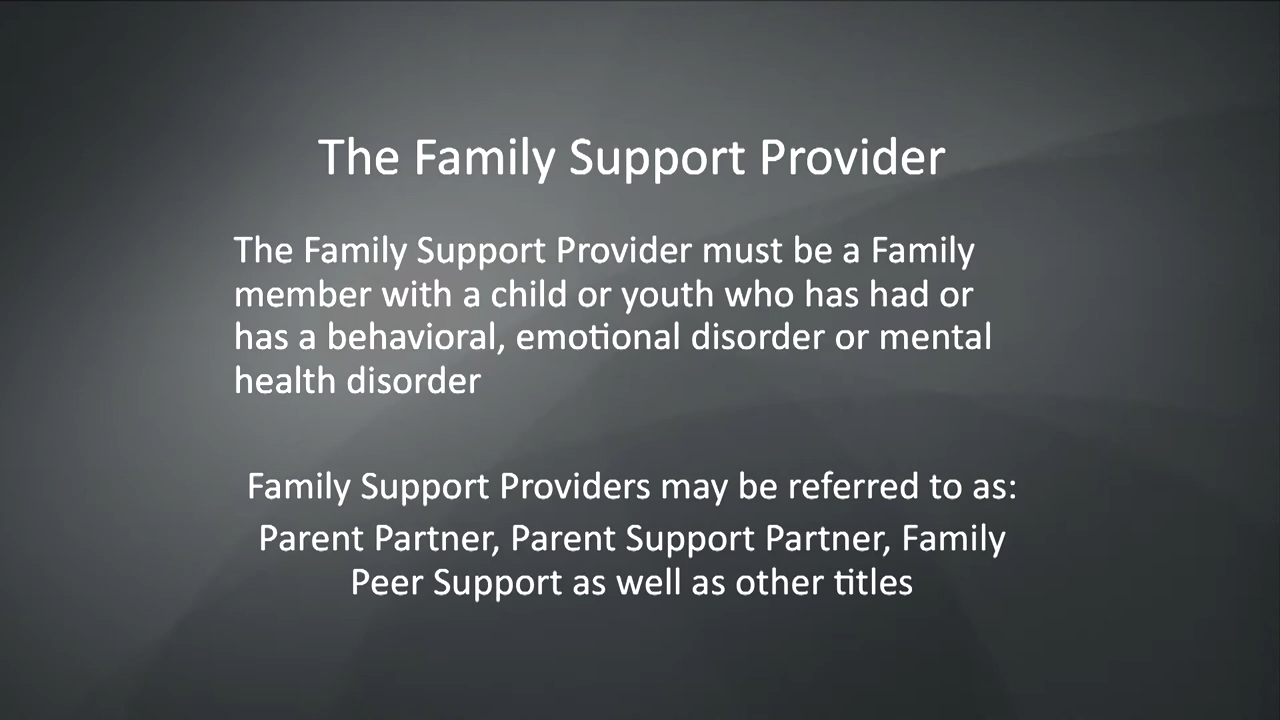 The Family Support Provider
The Family Support Provider must be a Family
member with a child or youth who has had or
has a behavioral, emotional disorder or mental
health disorder
Family Support Providers may be referred to as:
Parent Partner, Parent Support Partner, Family
Peer Support as well as other titles